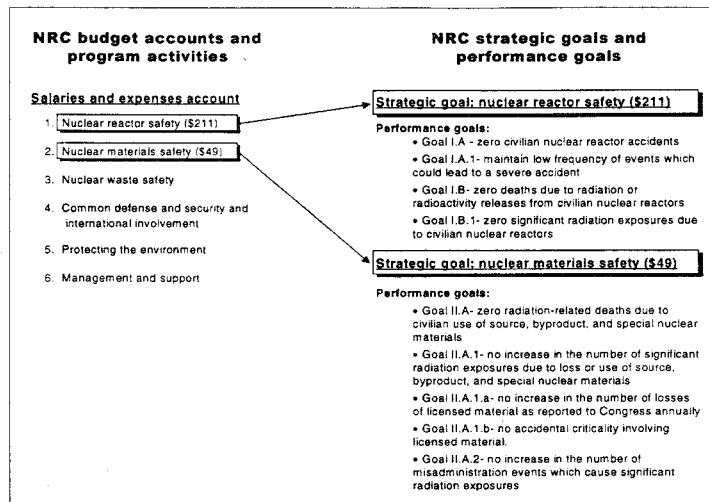 NRC budget accounts and
program activities
Salaries and expenses account
1. Nuclear reactor safety ($211)
2. Nuclear materials safety ($49)
3. Nuclear waste safety
4. Common defense and security and
international involvement
5. Protecting the environment
6. Management and support
NRC strategic goals and
performance goals
Strategic goal: nuclear reactor safety ($211)
Performance goals:
• Goal I.A - zero civilian nuclear reactor accidents
• Goal I.A.1- maintain low frequency of events which
could lead to a severe accident
• Goal I.B- zero deaths due to radiation or
radioactivity releases from civilian nuclear reactors
• Goal I.B.1- zero significant radiation exposures due
to civilian nuclear reactors
Strategic goal: nuclear materials safety ($49)
Performance goals:
• Goal II.A- zero radiation-related deaths due to
civilian use of source, byproduct, and special nuclear
materials
• Goal II.A.1- no increase in the number of significant
radiation exposures due to loss or use of source,
byproduct, and special nuclear materials
• Goal II.A.1.a- no increase in the number of losses
of licensed material as reported to Congress annually
• Goal II.A.1.b- no accidental criticality involving
licensed material.
• Goal II.A.2- no increase in the number of
misadministration events which cause significant
radiation exposures